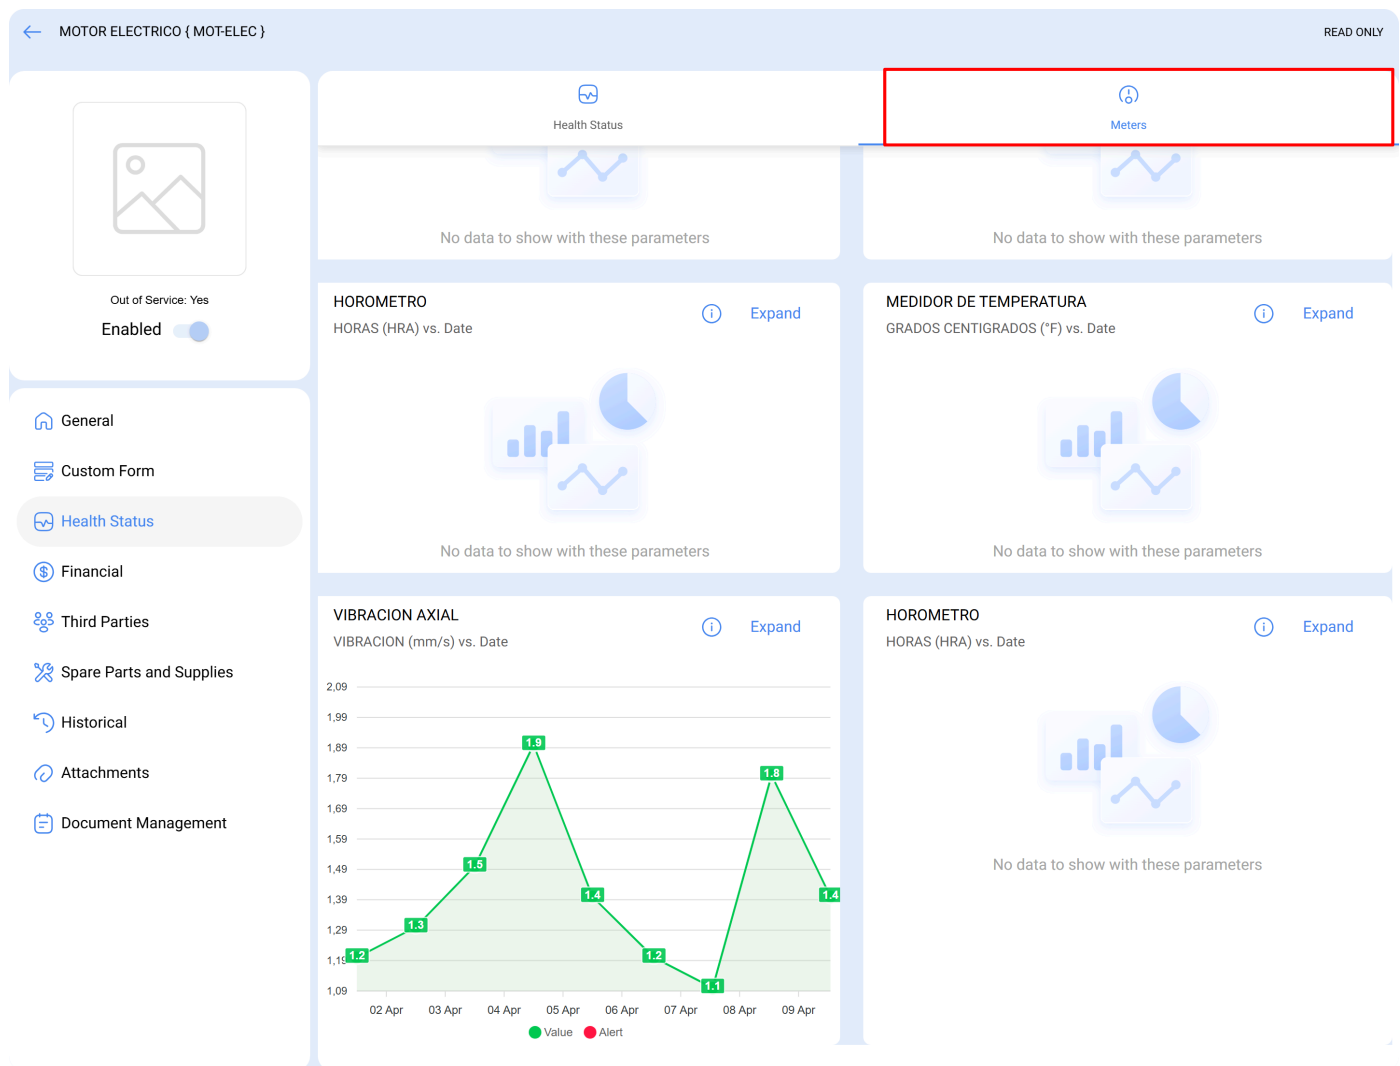 MOTOR ELECTRICO { MOT-ELEC }
READ ONLY
Out of Service: Yes
Enabled
General
Custom Form
Health Status
Financial
Third Parties
Spare Parts and Supplies
Historical
Attachments
Document Management
Health Status
Meters
No data to show with these parameters
No data to show with these parameters
HOROMETRO
HORAS (HRA) vs. Date
Expand
No data to show with these parameters
MEDIDOR DE TEMPERATURA
GRADOS CENTIGRADOS (°F) vs. Date
Expand
No data to show with these parameters
VIBRACION AXIAL
VIBRACION (mm/s) vs. Date
Expand
2,09
1,99
1,89
1,79
1,69
1,59
1,49
1,39
1,29
1,19
1,09
1.2
1.3
1.5
1.9
1.4
1.2
1.1
1.8
1.4
02 Apr 03 Apr 04 Apr 05 Apr 06 Apr 07 Apr 08 Apr 09 Apr
Value Alert
HOROMETRO
HORAS (HRA) vs. Date
Expand
No data to show with these parameters